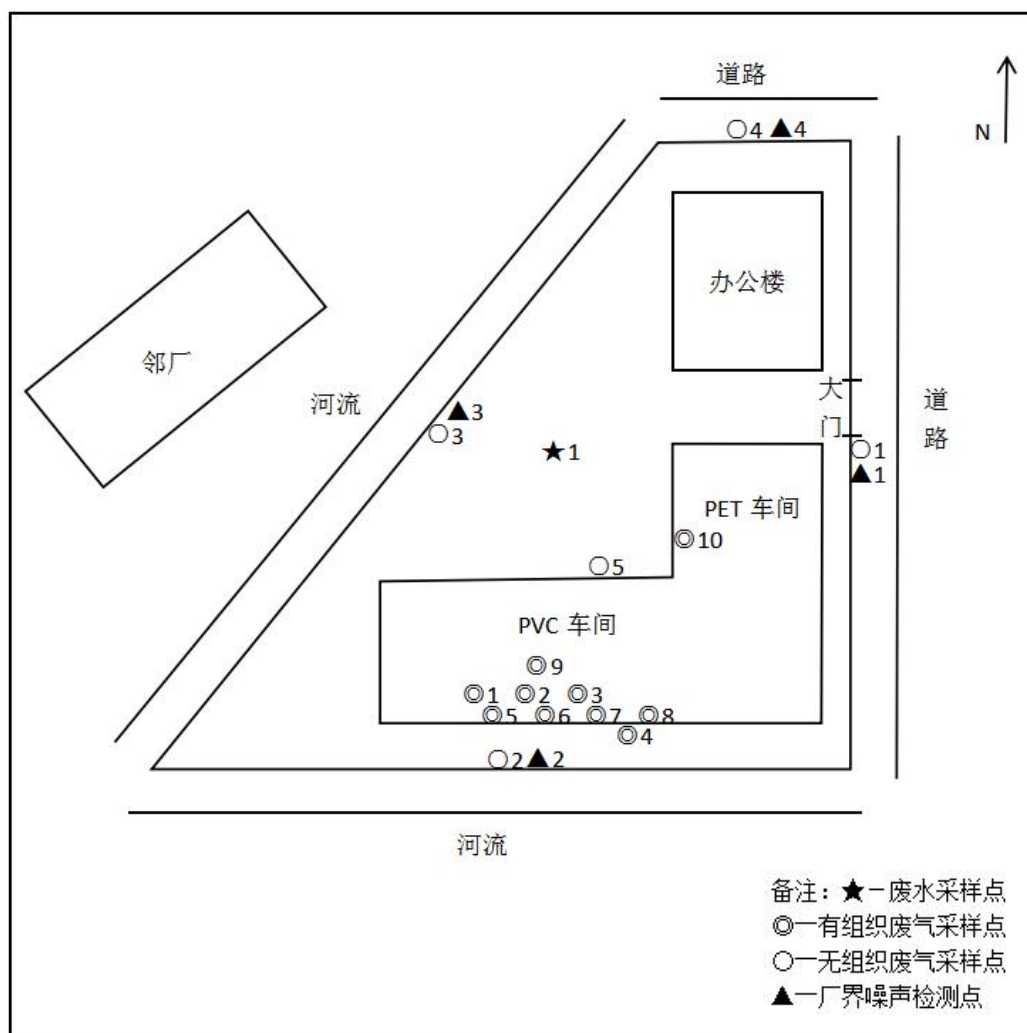 道路
N
○4 ▲4
办公楼
邻厂
大门
道路
河流
▲3
○3
★1
○1
▲1
PET 车间
◎10
○5
PVC 车间
◎9
◎1 ◎2 ◎3
◎5 ◎6 ◎7 ◎8
◎4
○2 ▲2
河流
备注：★－废水采样点
◎一有组织废气采样点
○一无组织废气采样点
▲一厂界噪声检测点